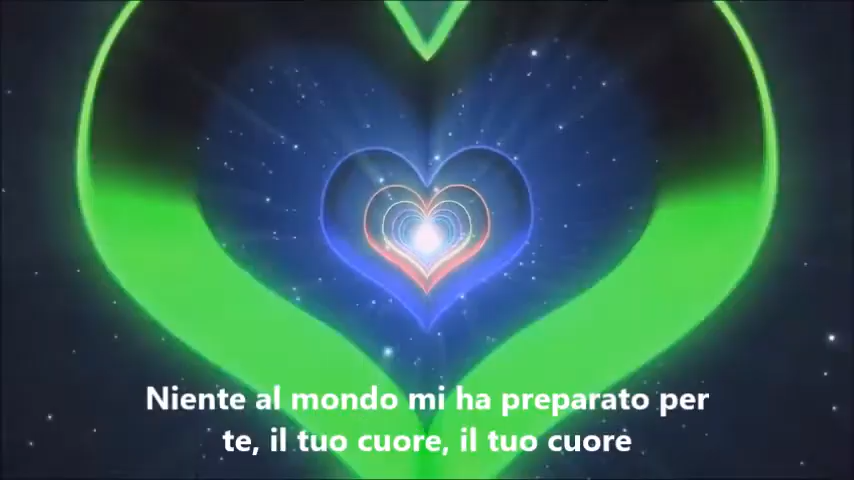 Niente al mondo mi ha preparato per
te, il tuo cuore, il tuo cuore